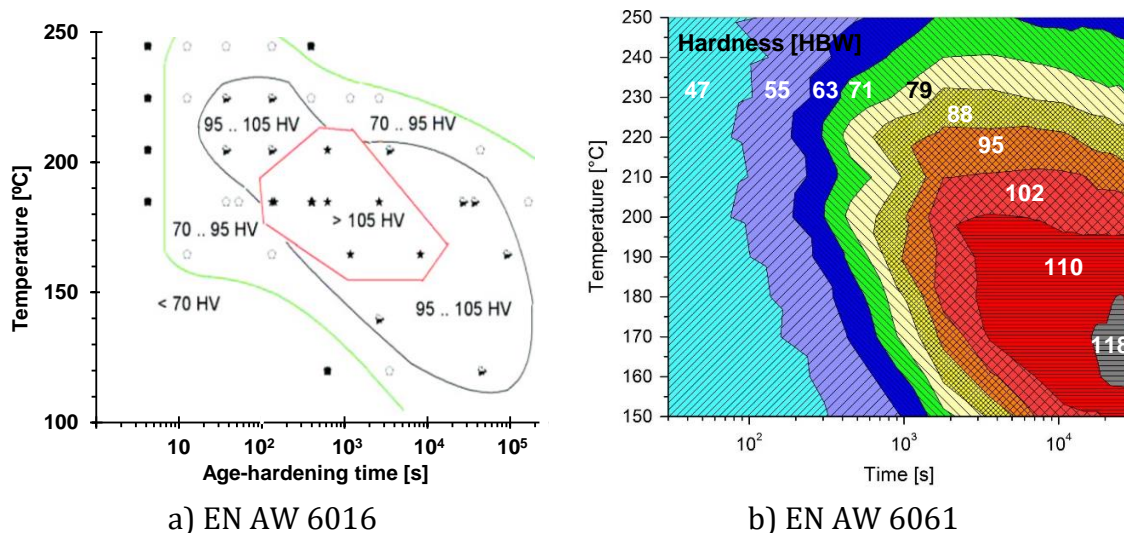 250
200
150
100
Temperature [ºC]
95 .. 105 HV
70 .. 95 HV
> 105 HV
70 .. 95 HV
< 70 HV
95 .. 105 HV
10
10²
10³
10⁴
10⁵
Age-hardening time [s]
a) EN AW 6016
250
240
230
220
210
200
190
180
170
160
150
Temperature [°C]
Hardness [HBW]
47
55
63
71
79
88
95
102
110
118
10²
10³
10⁴
Time [s]
b) EN AW 6061